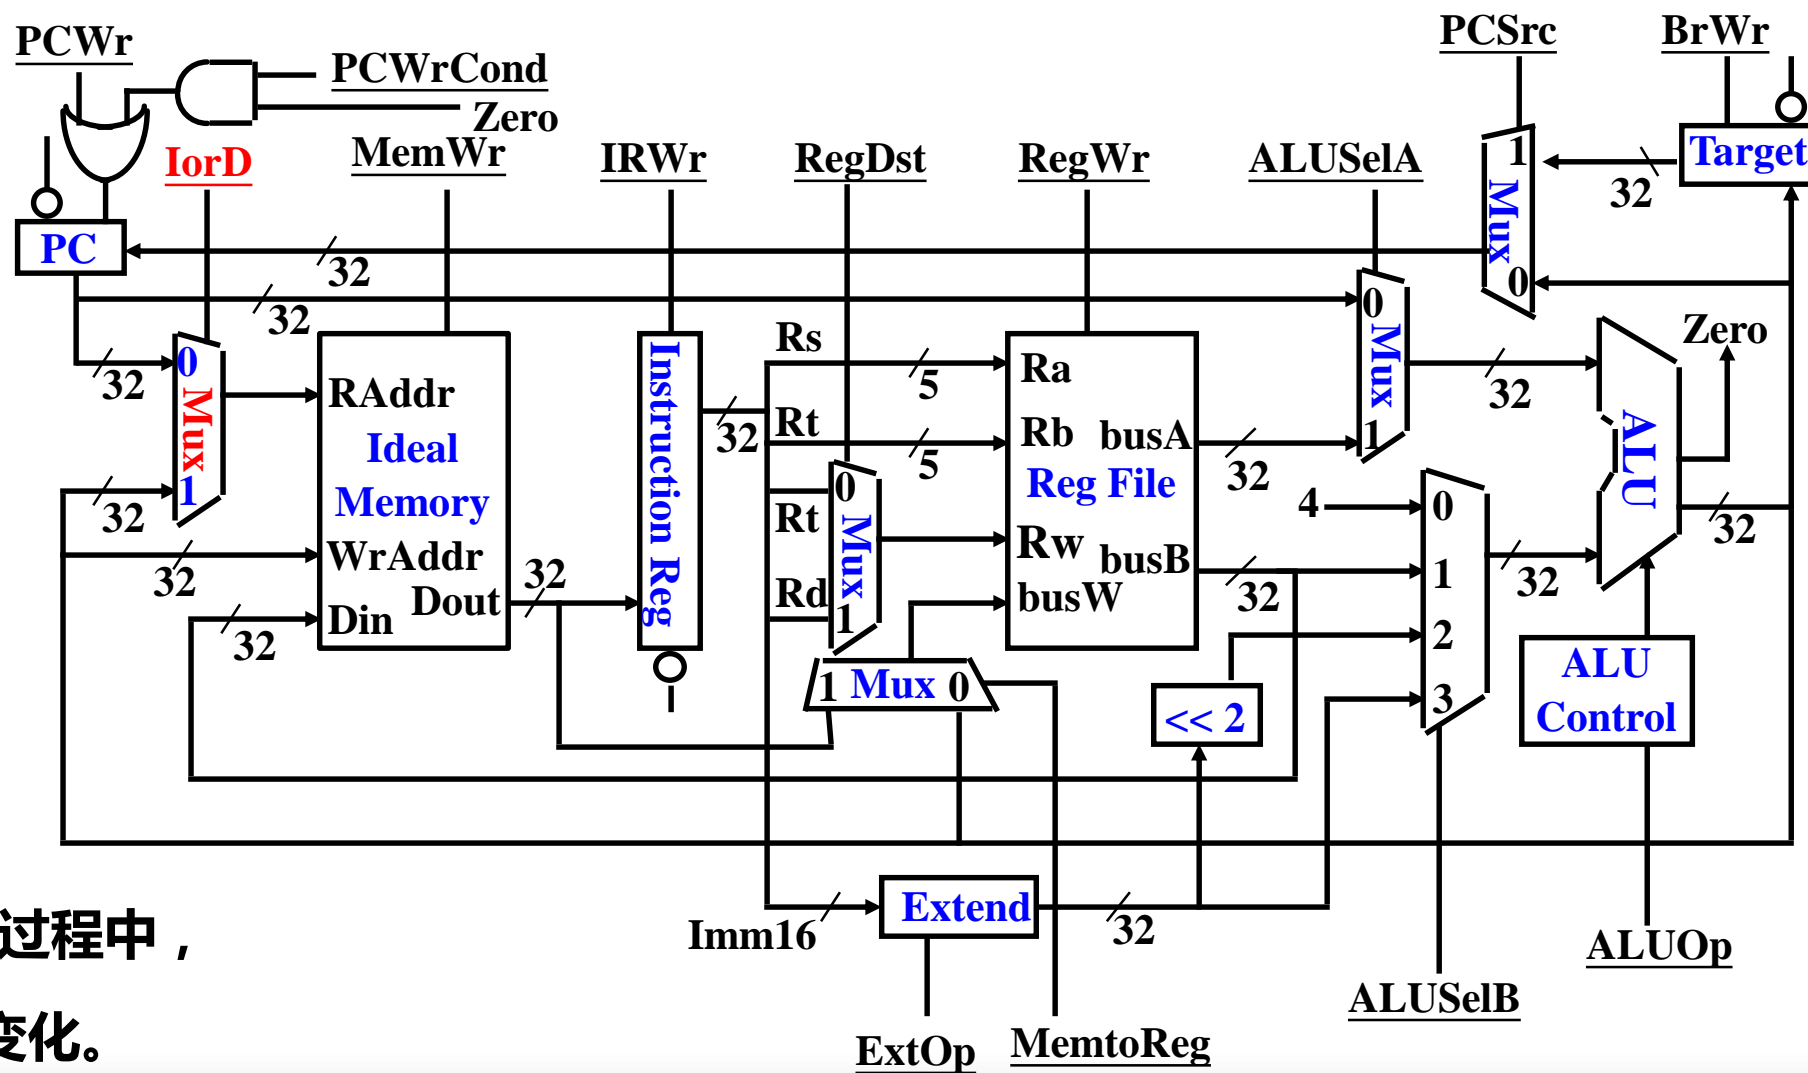 PCWr
PCWrCond
Zero
PCSrc
BrWr
IorD
MemWr
IRWr
RegDst
RegWr
ALUSelA
1
Mux
0
32
Target
PC
32
32
0
Mux
1
32
32
32
32
RAddr
Ideal
Memory
WrAddr
Din
Dout
32
Instruction Reg
32
Rs
Rt
Rt
Rd
5
5
0
Mux
1
1 Mux 0
Ra
Rb
busA
Reg File
Rw
busB
busW
32
32
0
Mux
1
32
4
0
1
2
3
32
<< 2
ALU
Zero
32
ALU
Control
Imm16
Extend
32
过程中，
变化。
ExtOp
MemtoReg
ALUSelB
ALUOp